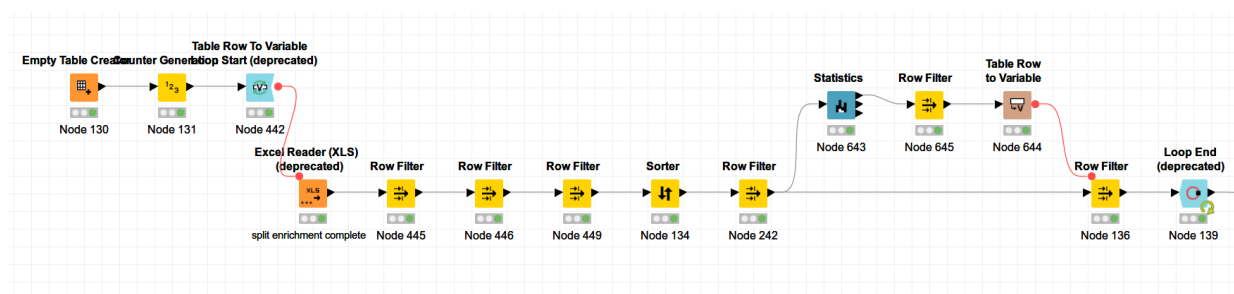 Table Row To Variable
Empty Table Creator
Counter Generation
Loop Start (deprecated)
Node 130
Node 131
Node 442
Statistics
Row Filter
Table Row
to Variable
Node 643
Node 645
Node 644
Excel Reader (XLS)
(deprecated)
Row Filter
Row Filter
Row Filter
Sorter
Row Filter
Row Filter
Loop End
(deprecated)
XLS
split enrichment complete
Node 445
Node 446
Node 449
Node 134
Node 242
Node 136
Node 139